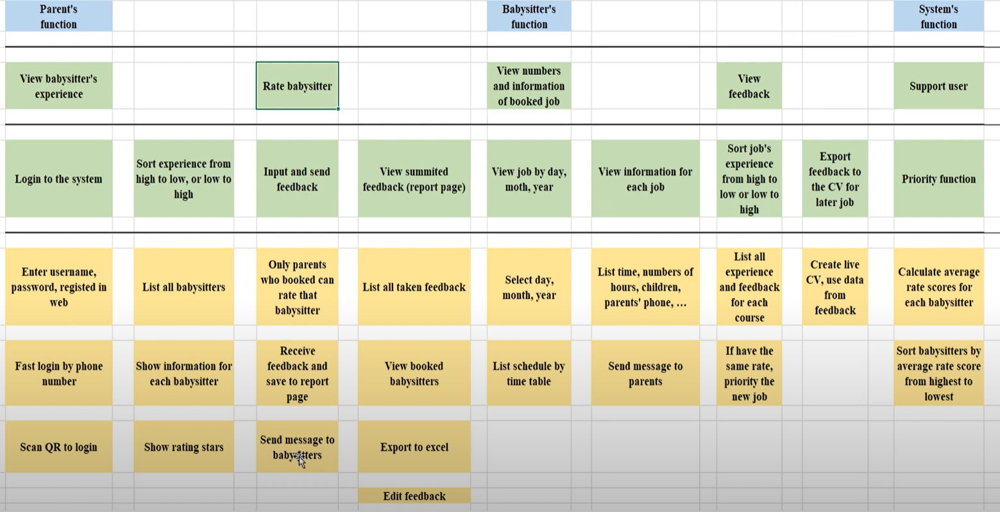 Parent's
function
Babysitter's
function
System's
function
View babysitter's
experience
Rate babysitter
View numbers
and information
of booked job
View
feedback
Support user
Login to the system
Sort experience from
high to low, or low to
high
Input and send
feedback
View summited
feedback (report page)
View job by day,
moth, year
View information for
each job
Sort job's
experience
from high to
low or low to
high
Export
feedback to
the CV for
later job
Priority function
Enter username,
password, registed in
web
List all babysitters
Only parents
who booked can
rate that
babysitter
List all taken feedback
Select day,
month, year
List time, numbers of
hours, children,
parents' phone, ...
List all
experience
and feedback
for each
course
Create live
CV, use data
from
feedback
Calculate average
rate scores for
each babysitter
Fast login by phone
number
Show information for
each babysitter
Receive
feedback and
save to report
page
View booked
babysitters
List schedule by
time table
Send message to
parents
If have the
same rate,
priority the
new job
Sort babysitters by
average rate score
from highest to
lowest
Scan QR to login
Show rating stars
Send message to
babysitters
Export to excel
Edit feedback